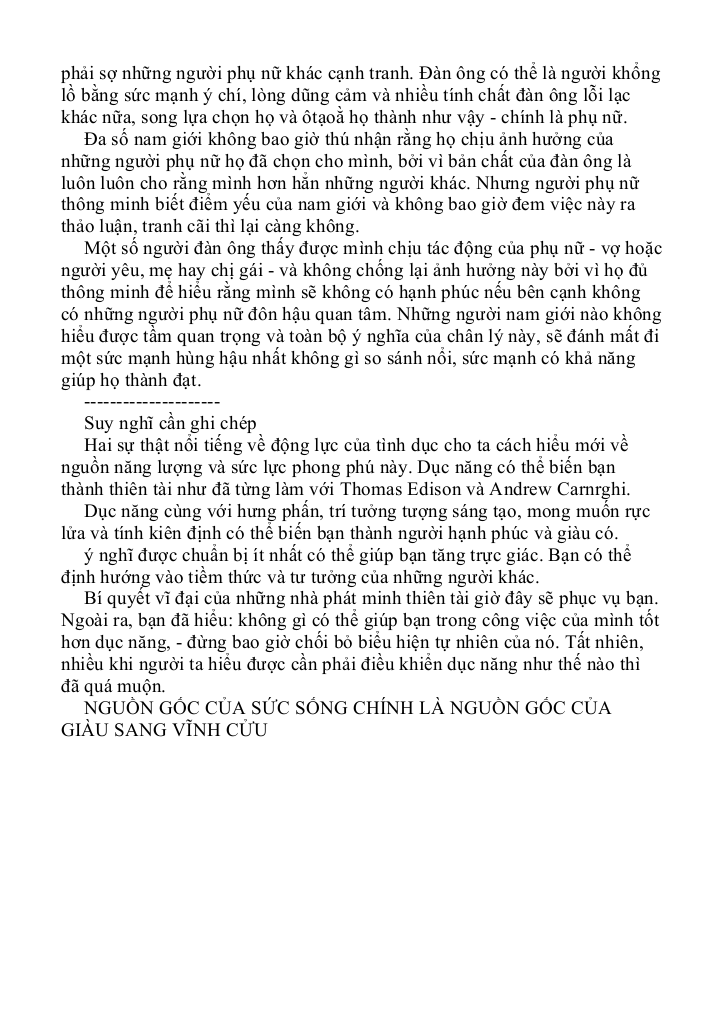 phải sợ những người phụ nữ khác cạnh tranh. Đàn ông có thể là người khổng
lồ bằng sức mạnh ý chí, lòng dũng cảm và nhiều tính chất đàn ông lỗi lạc
khác nữa, song lựa chọn họ và ôtạoẳ họ thành như vậy - chính là phụ nữ.
Đa số nam giới không bao giờ thú nhận rằng họ chịu ảnh hưởng của
những người phụ nữ họ đã chọn cho mình, bởi vì bản chất của đàn ông là
luôn luôn cho rằng mình hơn hẳn những người khác. Nhưng người phụ nữ
thông minh biết điểm yếu của nam giới và không bao giờ đem việc này ra
thảo luận, tranh cãi thì lại càng không.
Một số người đàn ông thấy được mình chịu tác động của phụ nữ - vợ hoặc
người yêu, mẹ hay chị gái - và không chống lại ảnh hưởng này bởi vì họ đủ
thông minh để hiểu rằng mình sẽ không có hạnh phúc nếu bên cạnh không
có những người phụ nữ đôn hậu quan tâm. Những người nam giới nào không
hiểu được tầm quan trọng và toàn bộ ý nghĩa của chân lý này, sẽ đánh mất đi
một sức mạnh hùng hậu nhất không gì so sánh nổi, sức mạnh có khả năng
giúp họ thành đạt.
---------------------
Suy nghĩ cần ghi chép
Hai sự thật nổi tiếng về động lực của tình dục cho ta cách hiểu mới về
nguồn năng lượng và sức lực phong phú này. Dục năng có thể biến bạn
thành thiên tài như đã từng làm với Thomas Edison và Andrew Carnrghi.
Dục năng cùng với hưng phấn, trí tưởng tượng sáng tạo, mong muốn rực
lửa và tính kiên định có thể biến bạn thành người hạnh phúc và giàu có.
ý nghĩ được chuẩn bị ít nhất có thể giúp bạn tăng trực giác. Bạn có thể
định hướng vào tiềm thức và tư tưởng của những người khác.
Bí quyết vĩ đại của những nhà phát minh thiên tài giờ đây sẽ phục vụ bạn.
Ngoài ra, bạn đã hiểu: không gì có thể giúp bạn trong công việc của mình tốt
hơn dục năng, - đừng bao giờ chối bỏ biểu hiện tự nhiên của nó. Tất nhiên,
nhiều khi người ta hiểu được cần phải điều khiển dục năng như thế nào thì
đã quá muộn.
NGUỒN GỐC CỦA SỨC SỐNG CHÍNH LÀ NGUỒN GỐC CỦA
GIÀU SANG VĨNH CỬU